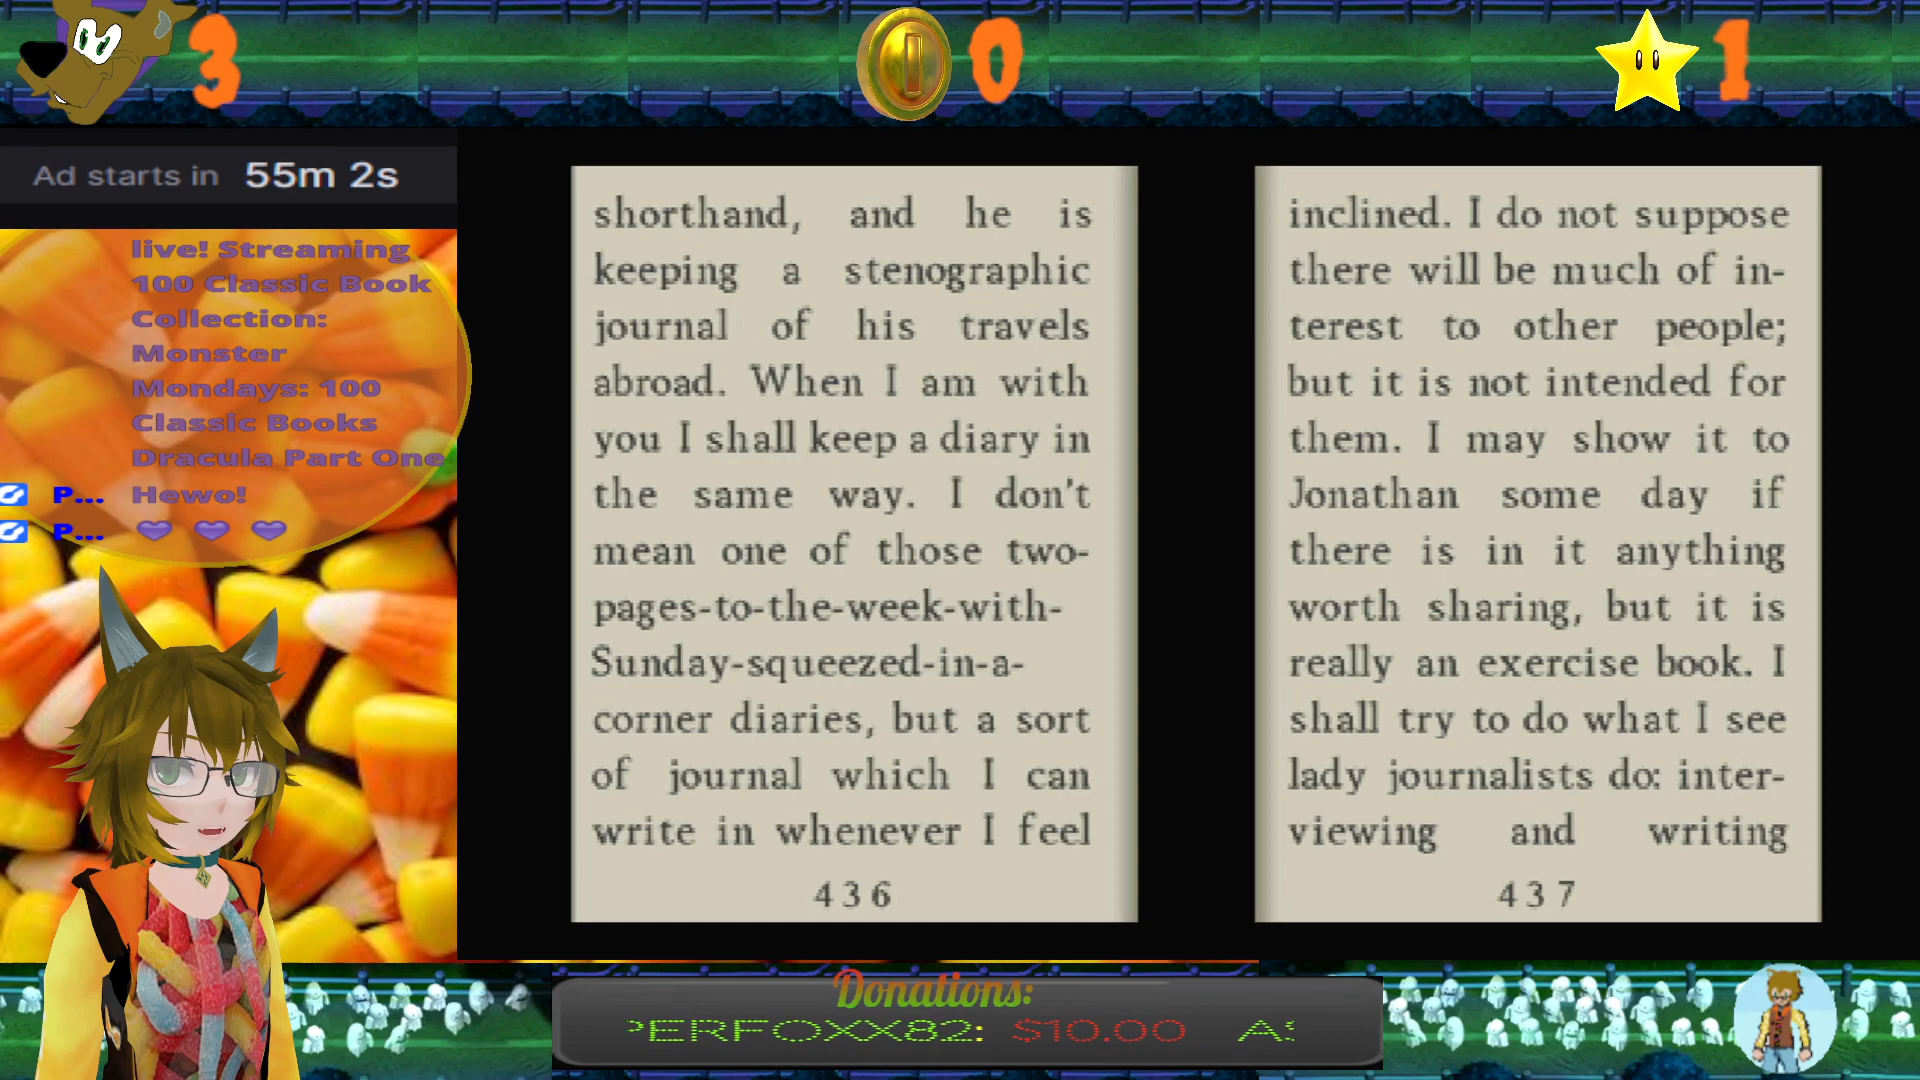 3
0
1
Ad starts in 55m 2s
live! Streaming
100 Classic Book
Collection:
Monster
Mondays: 100
Classic Books
Dracula Part One
P... Hewo!
P...
shorthand, and he is
keeping a stenographic
journal of his travels
abroad. When I am with
you I shall keep a diary in
the same way. I don't
mean one of those two-
pages-to-the-week-with-
Sunday-squeezed-in-a-
corner diaries, but a sort
of journal which I can
write in whenever I feel
436
inclined. I do not suppose
there will be much of in-
terest to other people;
but it is not intended for
them. I may show it to
Jonathan some day if
there is in it anything
worth sharing, but it is
really an exercise book. I
shall try to do what I see
lady journalists do: inter-
viewing and writing
437
Donations:
PERFOXX82: $10.00